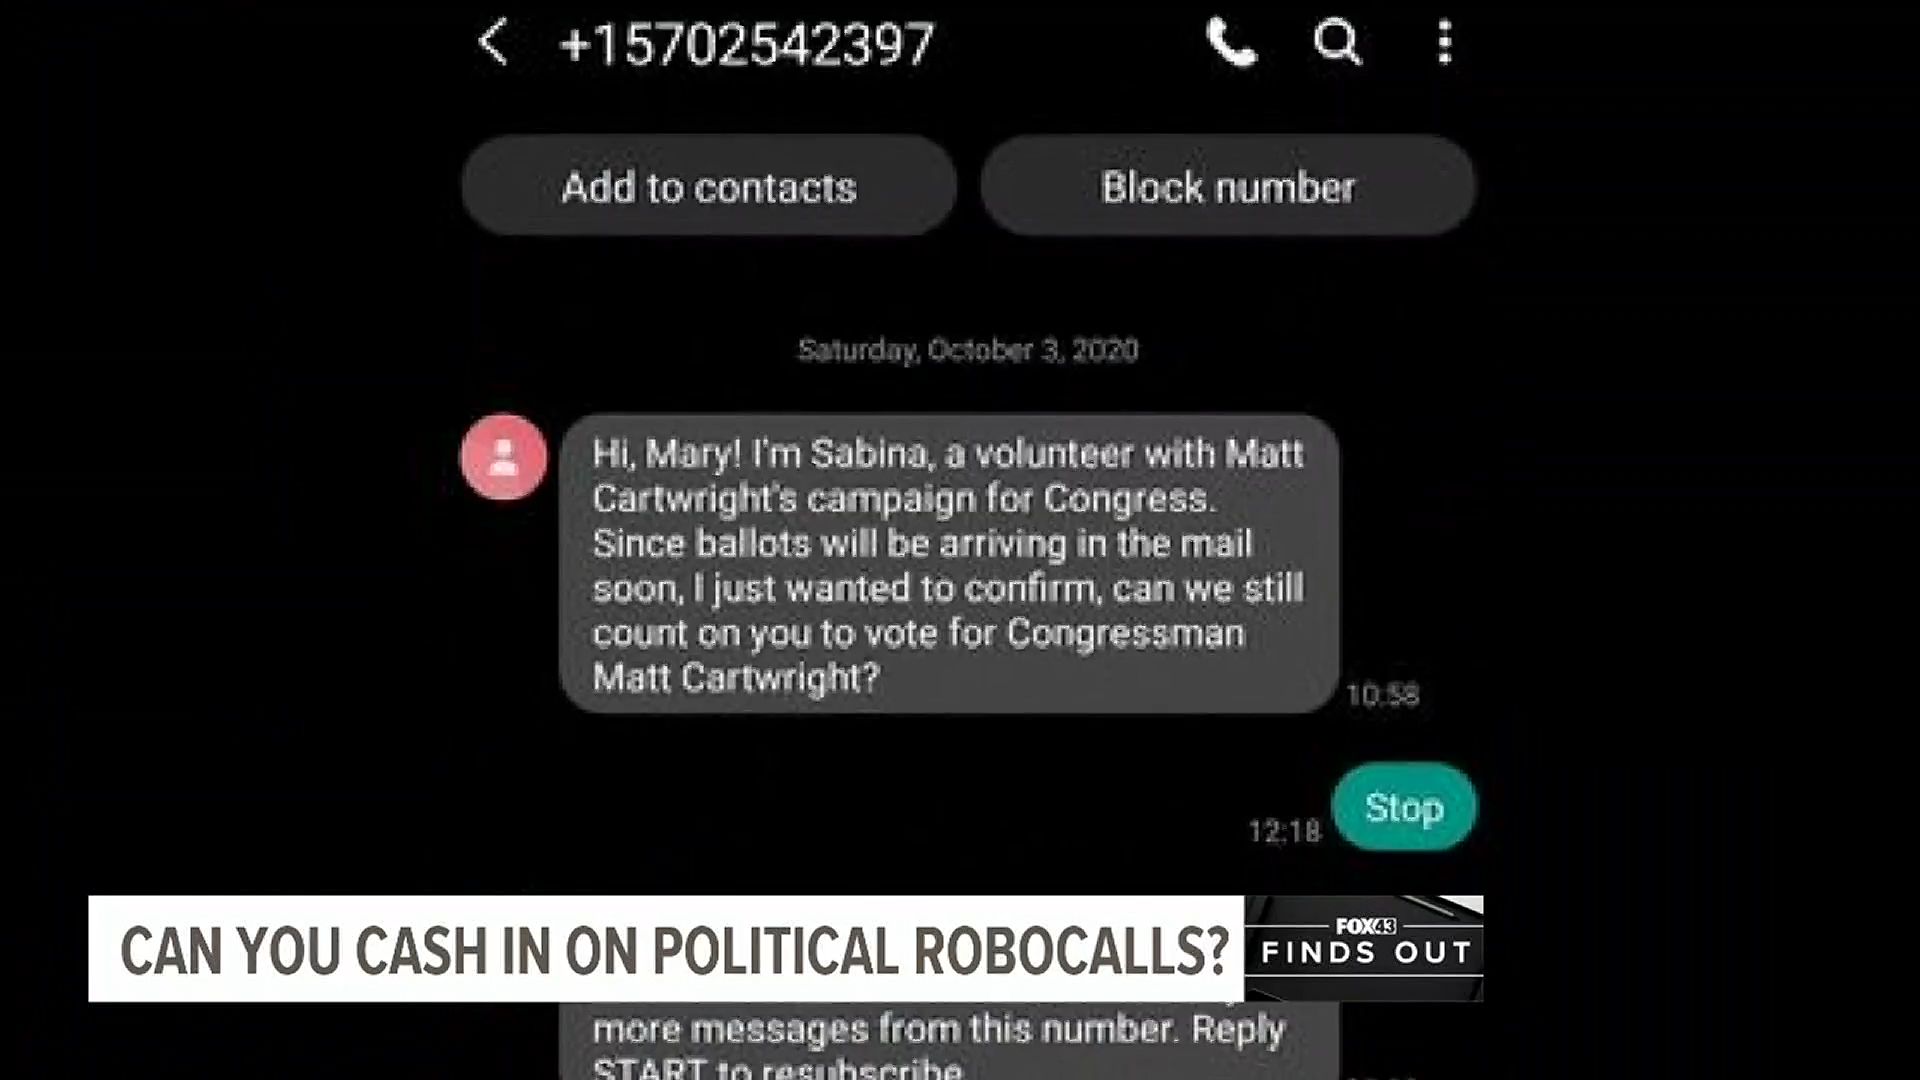 +15702542397
Add to contacts
Block number
Saturday, October 3, 2020
Hi, Mary! I'm Sabina, a volunteer with Matt
Cartwright's campaign for Congress.
Since ballots will be arriving in the mail
soon, I just wanted to confirm, can we still
count on you to vote for Congressman
Matt Cartwright?
10:58
Stop
12:18
CAN YOU CASH IN ON POLITICAL ROBOCALLS?
FOX43
FINDS OUT
more messages from this number. Reply
START to resubscribe